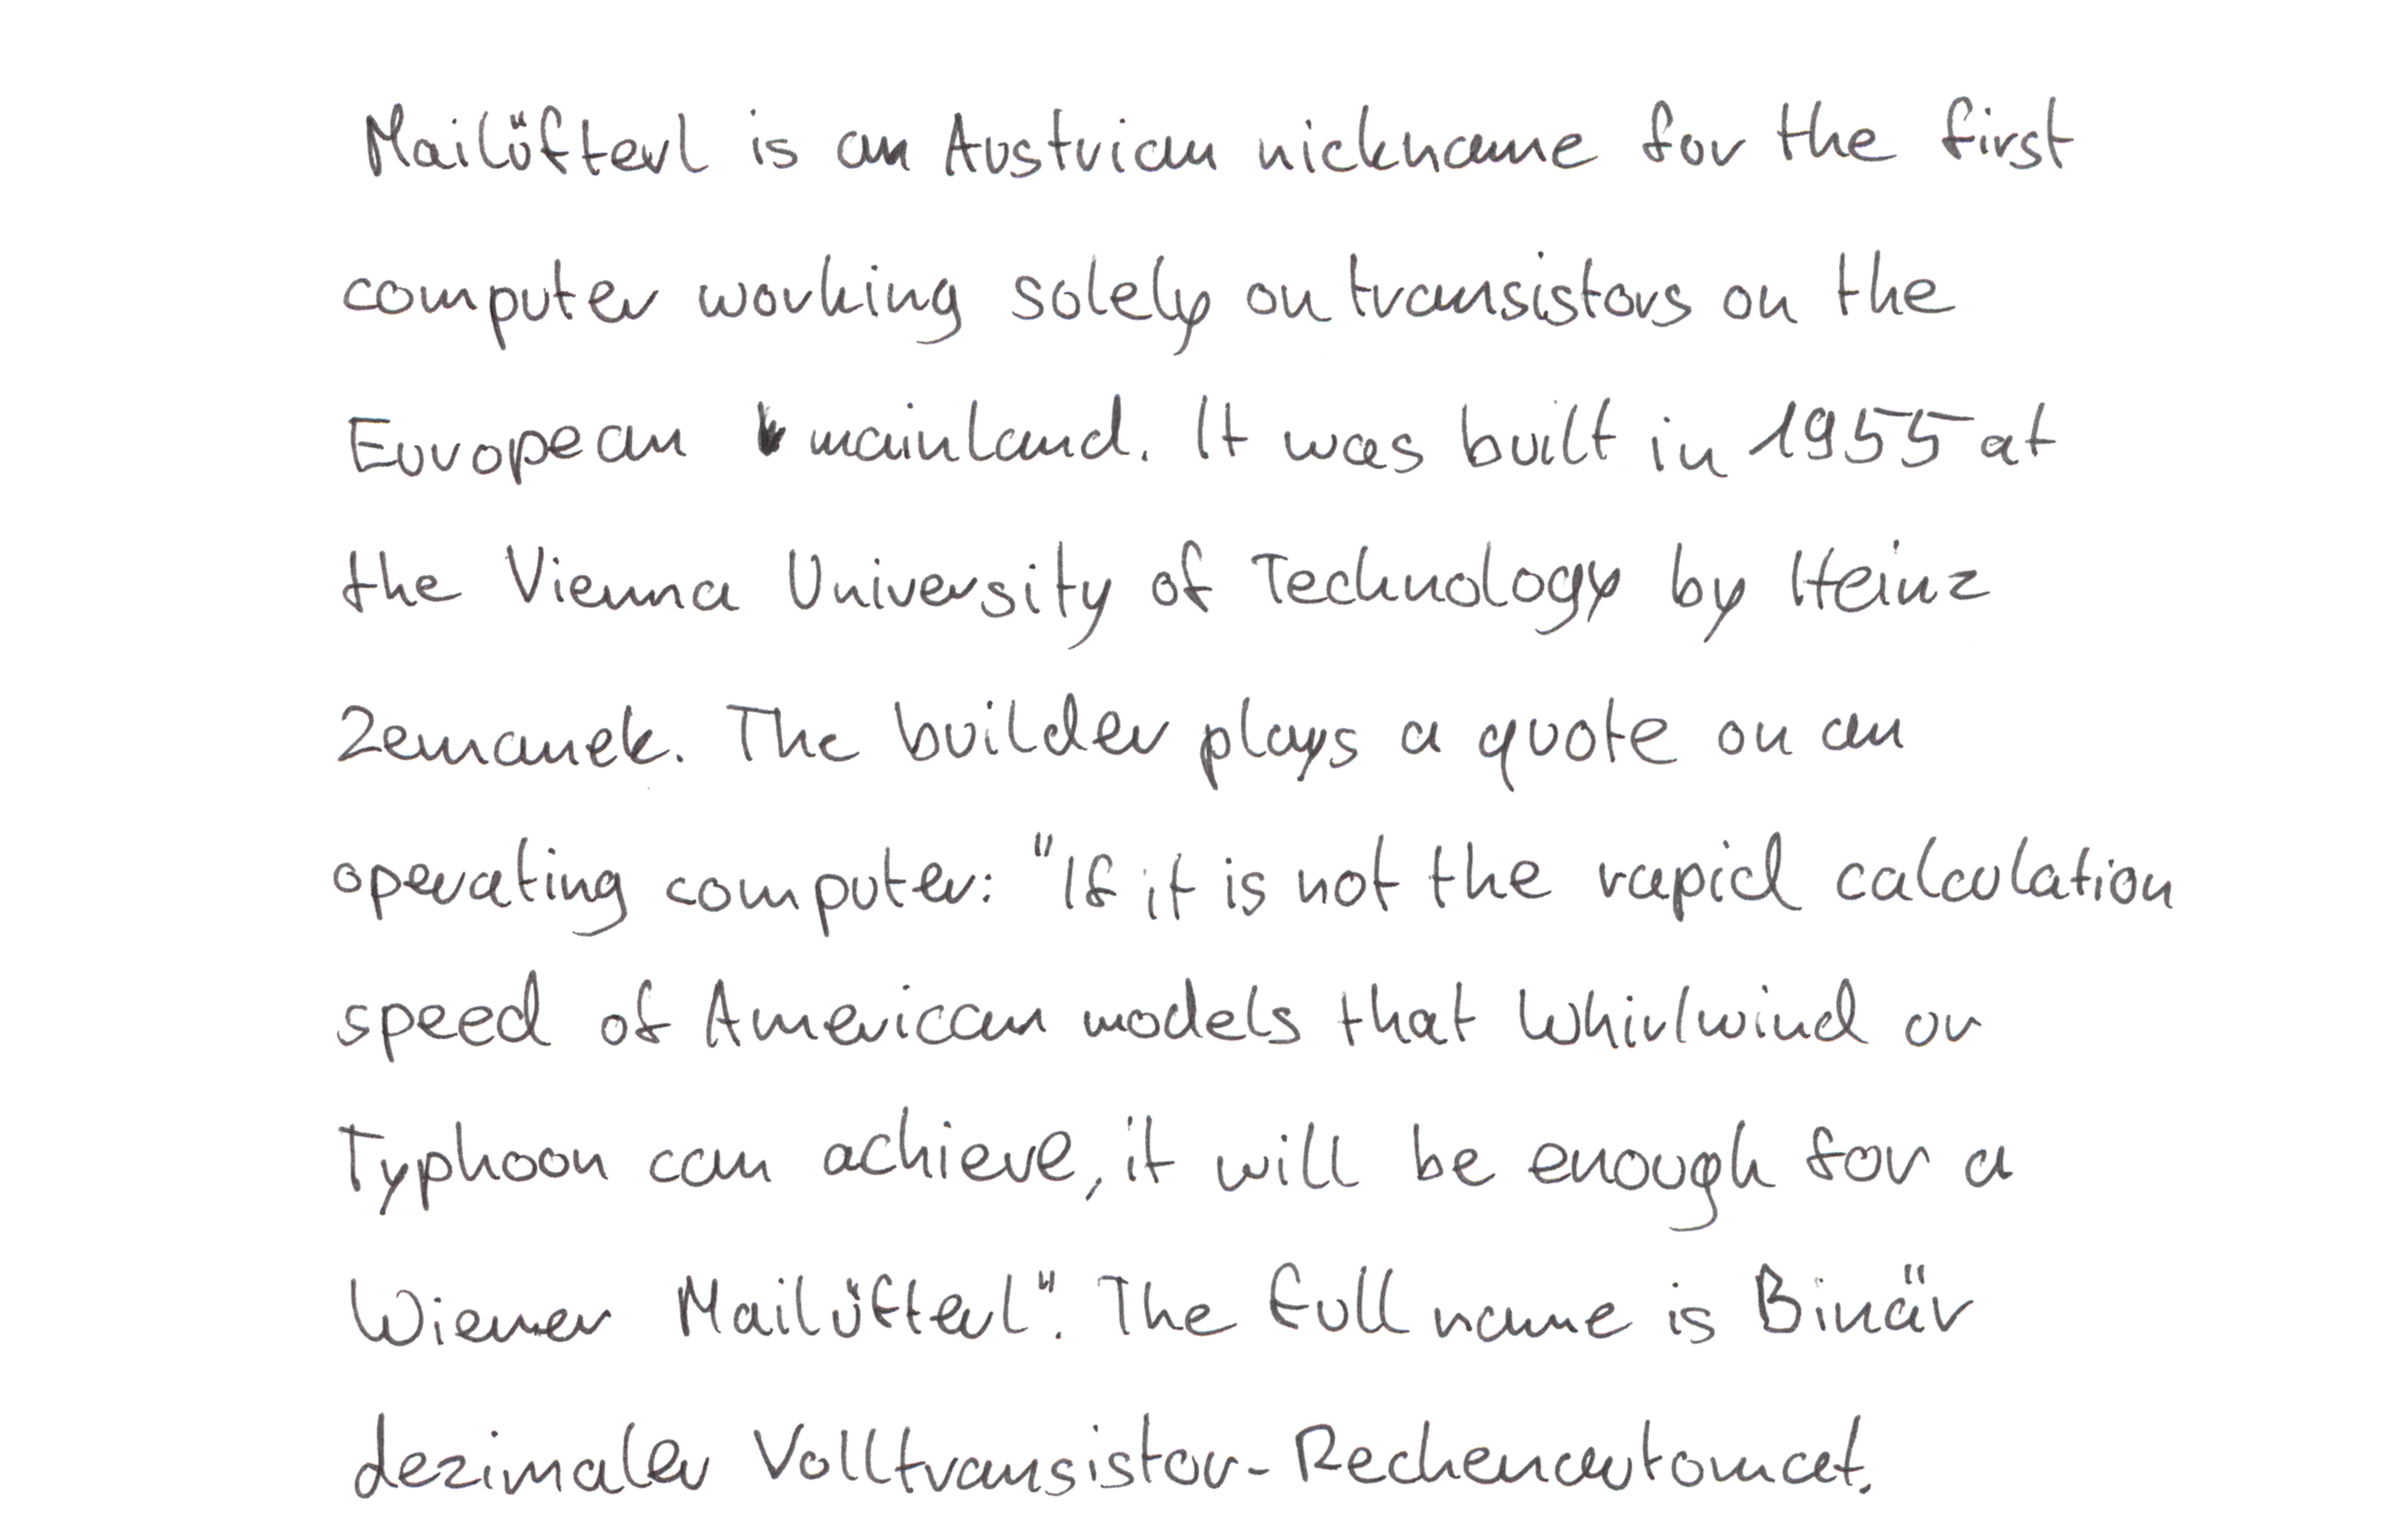 Mailüfterl is an Austrian nickname for the first
computer working solely on transistors on the
European mainland. It was built in 1955 at
the Vienna University of Technology by Heinz
Zemanek. The builder plays a quote on an
operating computer: "If it is not the rapid calculation
speed of American models that Whirlwind or
Typhoon can achieve, it will be enough for a
Wiener Mailüfterl". The full name is Binär
dezimaler Volltransistor-Rechenautomat.